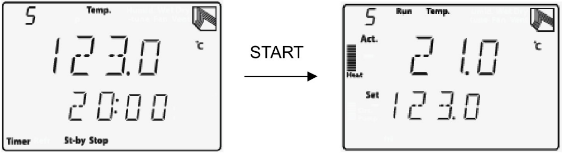 5 Temp.
123.0 °C
20:00
Timer St-by Stop
START
5 Run Temp.
Act. 21.0 °C
Heat
Set 123.0